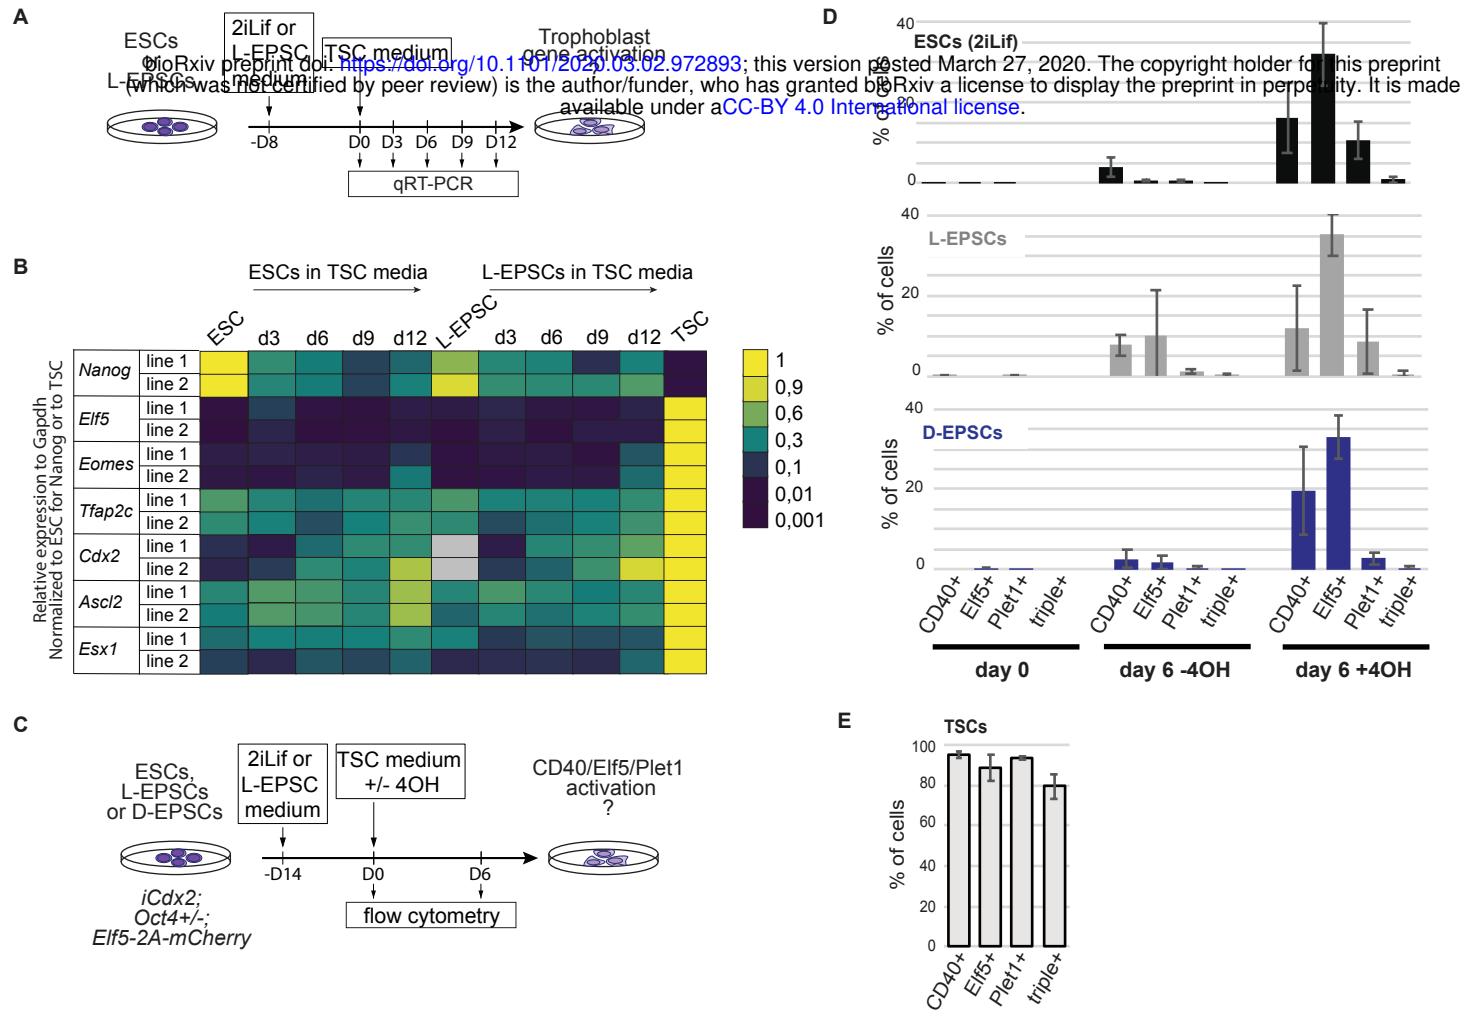 A
ESCs
or
L-EPSCs
2iLif or
L-EPSC
medium
TSC medium
Trophoblast
gene activation
?
-D8
D0
D3
D6
D9
D12
qRT-PCR
bioRxiv preprint doi: https://doi.org/10.1101/2020.03.02.972893; this version posted March 27, 2020. The copyright holder for this preprint
(which was not certified by peer review) is the author/funder, who has granted bioRxiv a license to display the preprint in perpetuity. It is made
available under aCC-BY 4.0 International license.
B
ESCs in TSC media
L-EPSCs in TSC media
ESC d3 d6 d9 d12 L-EPSC d3 d6 d9 d12 TSC
Relative expression to Gapdh
Normalized to ESC for Nanog or to TSC
Nanog
line 1
line 2
Elf5
line 1
line 2
Eomes
line 1
line 2
Tfap2c
line 1
line 2
Cdx2
line 1
line 2
Ascl2
line 1
line 2
Esx1
line 1
line 2
1
0,9
0,6
0,3
0,1
0,01
0,001
C
ESCs,
L-EPSCs
or D-EPSCs
2iLif or
L-EPSC
medium
TSC medium
+/- 4OH
CD40/Elf5/Plet1
activation
?
-D14
D0
D6
flow cytometry
iCdx2;
Oct4+/-;
Elf5-2A-mCherry
D
ESCs (2iLif)
% of cells
40
20
0
L-EPSCs
% of cells
40
20
0
D-EPSCs
% of cells
40
20
0
CD40+ Elf5+ Plet1+ triple+
CD40+ Elf5+ Plet1+ triple+
CD40+ Elf5+ Plet1+ triple+
day 0
day 6 -4OH
day 6 +4OH
E
TSCs
% of cells
100
80
60
40
20
0
CD40+ Elf5+ Plet1+ triple+